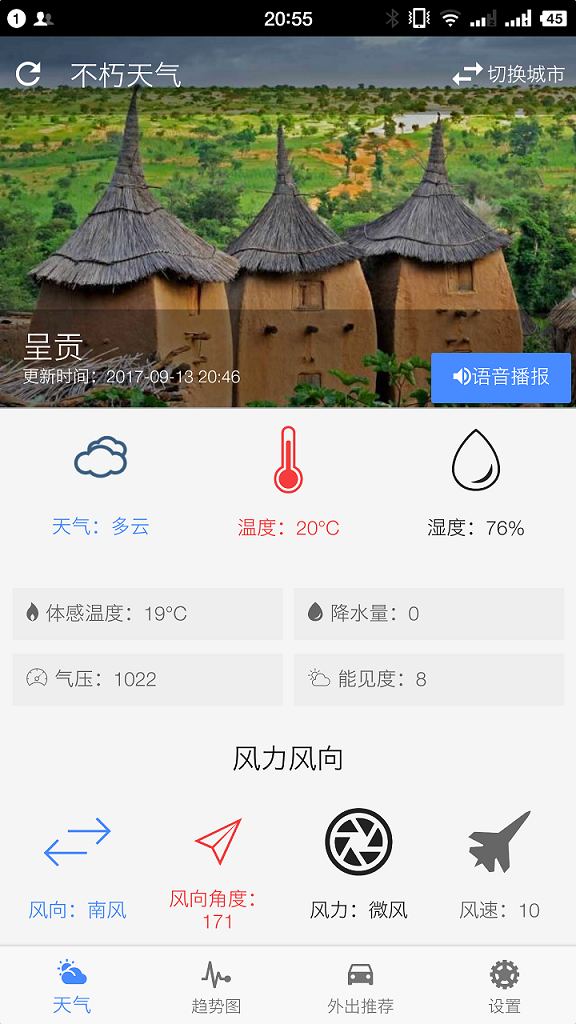 1 20:55 45
不朽天气 切换城市
呈贡
更新时间：2017-09-13 20:46
语音播报
天气：多云 温度：20°C 湿度：76%
体感温度：19°C 降水量：0
气压：1022 能见度：8
风力风向
风向：南风 风向角度： 风力：微风 风速：10
171
天气 趋势图 外出推荐 设置